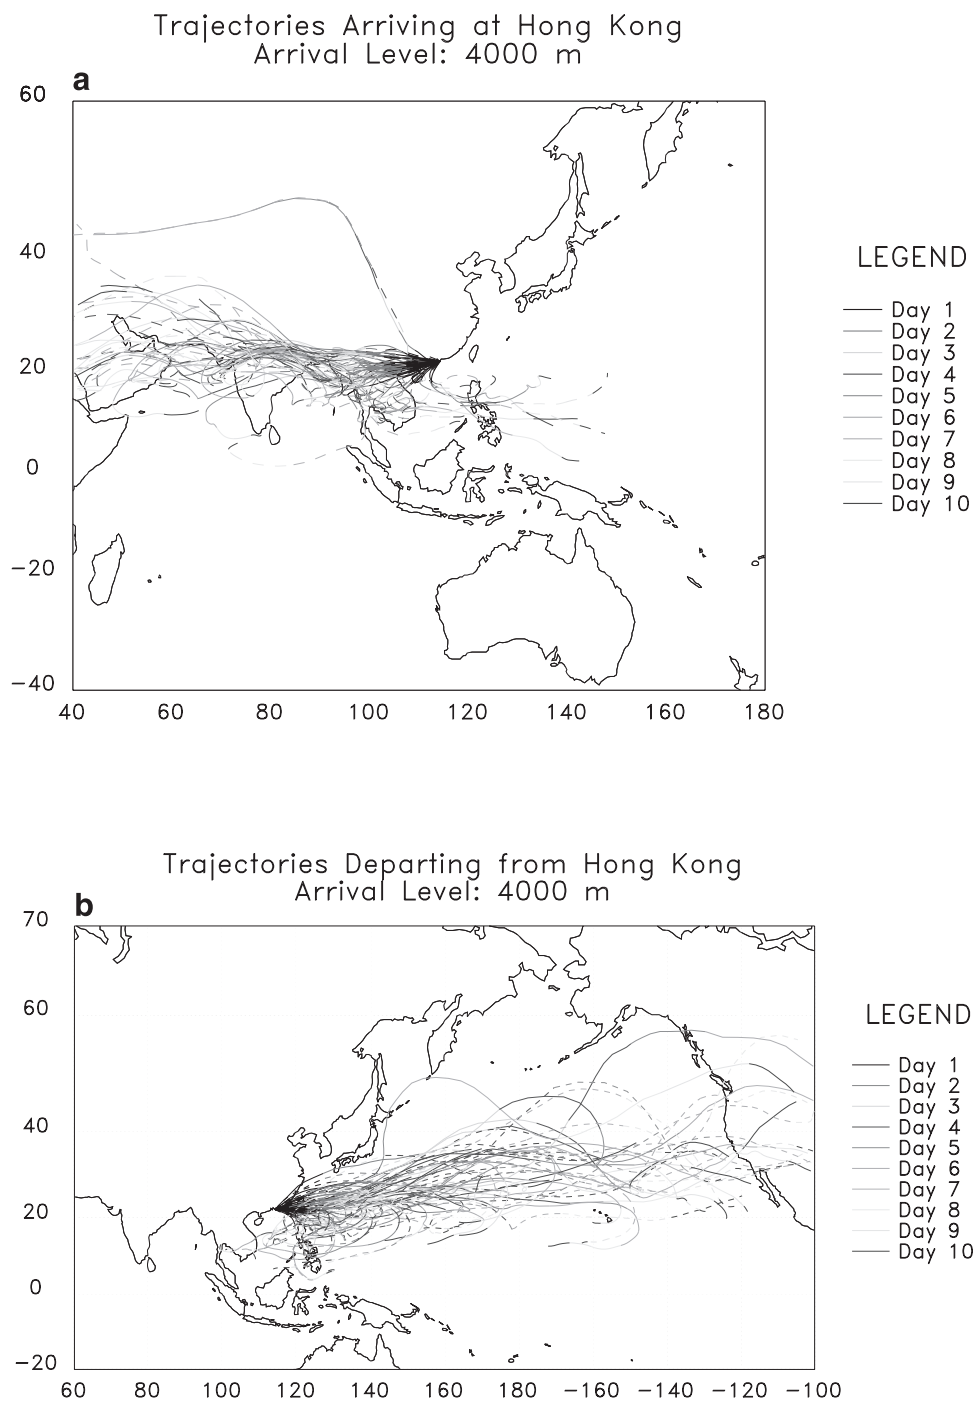 Trajectories Arriving at Hong Kong
Arrival Level: 4000 m
a
60
40
20
0
−20
−40
40 60 80 100 120 140 160 180
LEGEND
Day 1
Day 2
Day 3
Day 4
Day 5
Day 6
Day 7
Day 8
Day 9
Day 10
Trajectories Departing from Hong Kong
Arrival Level: 4000 m
b
70
60
40
20
0
−20
60 80 100 120 140 160 180 −160 −140 −120 −100
LEGEND
Day 1
Day 2
Day 3
Day 4
Day 5
Day 6
Day 7
Day 8
Day 9
Day 10